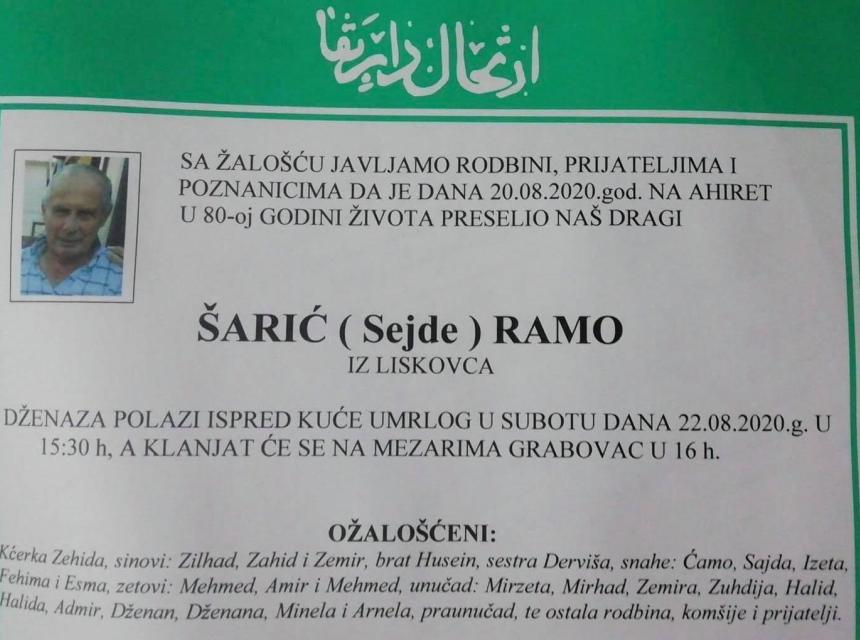 ارتحال دار بقا
SA ŽALOŠĆU JAVLJAMO RODBINI, PRIJATELJIMA I
POZNANICIMA DA JE DANA 20.08.2020.god. NA AHIRET
U 80-oj GODINI ŽIVOTA PRESELIO NAŠ DRAGI
ŠARIĆ ( Sejde ) RAMO
IZ LISKOVCA
DŽENAZA POLAZI ISPRED KUĆE UMRLOG U SUBOTU DANA 22.08.2020.g. U
15:30 h, A KLANJAT ĆE SE NA MEZARIMA GRABOVAC U 16 h.
OŽALOŠĆENI:
Kćerka Zehida, sinovi: Zilhad, Zahid i Zemir, brat Husein, sestra Derviša, snahe: Ćamo, Sajda, Izeta,
Fehima i Esma, zetovi: Mehmed, Amir i Mehmed, unučad: Mirzeta, Mirhad, Zemira, Zuhdija, Halid,
Halida, Admir, Dženan, Dženana, Minela i Arnela, praunučad, te ostala rodbina, komšije i prijatelji.